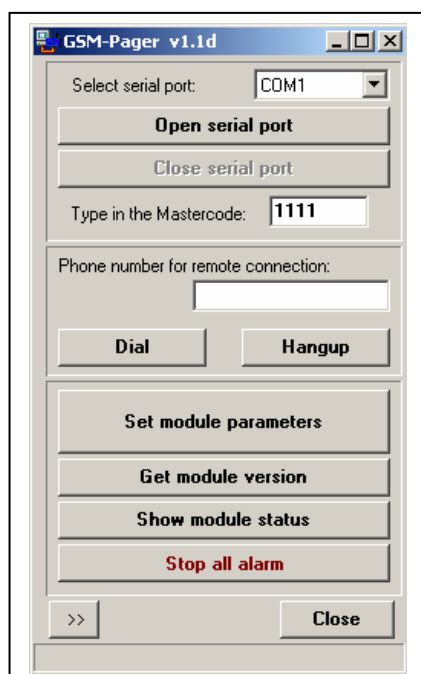 GSM-Pager v1.1d
Select serial port: COM1
Open serial port
Close serial port
Type in the Mastercode: 1111
Phone number for remote connection:
Dial Hangup
Set module parameters
Get module version
Show module status
Stop all alarm
>> Close